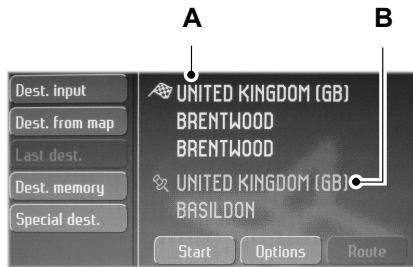 A B
Dest. input
Dest. from map
Last dest.
Dest. memory
Special dest.
UNITED KINGDOM (GB)
BRENTWOOD
BRENTWOOD
UNITED KINGDOM (GB)
BASILDON
Start Options Route